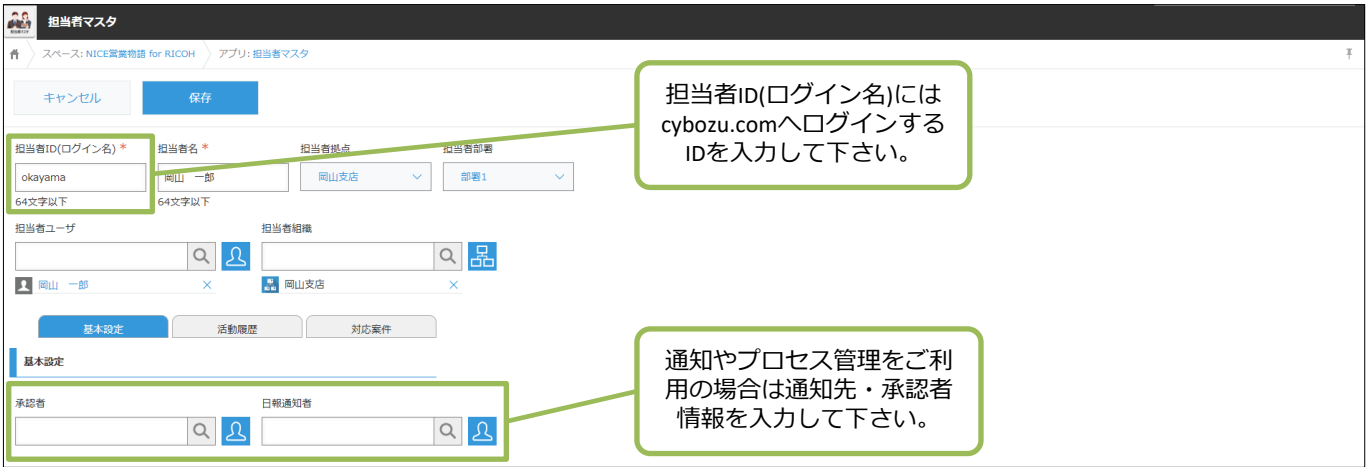 担当者マスタ
スペース: NICE営業物語 for RICOH アプリ: 担当者マスタ
キャンセル 保存
担当者ID(ログイン名)には
cybozu.comへログインする
IDを入力して下さい。
担当者ID(ログイン名) * 担当者名 * 担当者拠点 担当者部署
okayama 岡山 一郎 岡山支店 部署1
64文字以下 64文字以下
担当者ユーザ 担当者組織
岡山 一郎 × 岡山支店 ×
基本設定 活動履歴 対応案件
基本設定
通知やプロセス管理をご利
用の場合は通知先・承認者
情報を入力して下さい。
承認者 日報通知者